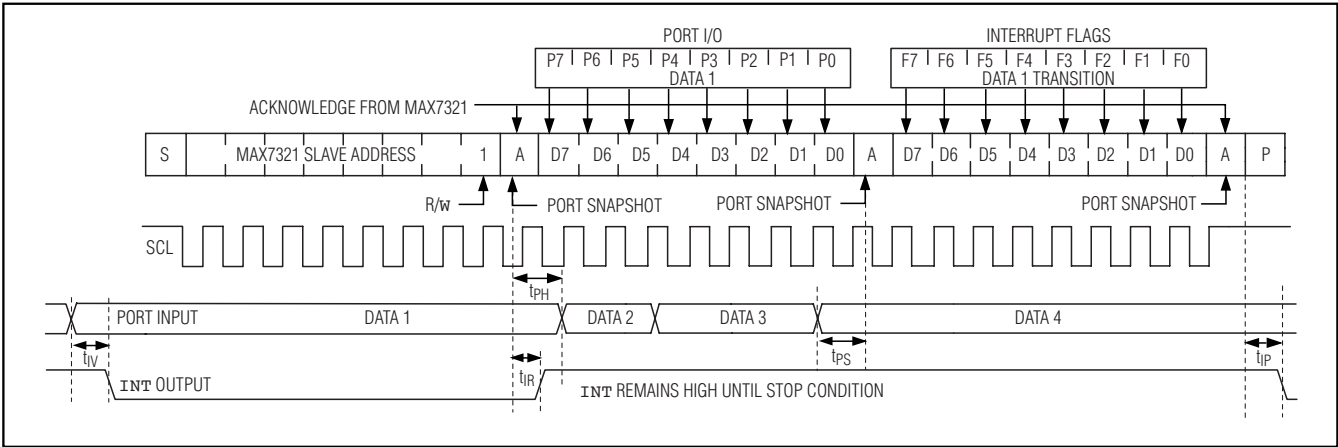 PORT I/O INTERRUPT FLAGS
P7 P6 P5 P4 P3 P2 P1 P0 F7 F6 F5 F4 F3 F2 F1 F0
DATA 1 DATA 1 TRANSITION
ACKNOWLEDGE FROM MAX7321
S MAX7321 SLAVE ADDRESS 1 A D7 D6 D5 D4 D3 D2 D1 D0 A D7 D6 D5 D4 D3 D2 D1 D0 A P
R/W PORT SNAPSHOT PORT SNAPSHOT PORT SNAPSHOT
SCL
tPH
PORT INPUT DATA 1 DATA 2 DATA 3 DATA 4
tIV tIR tPS tIP
INT OUTPUT INT REMAINS HIGH UNTIL STOP CONDITION